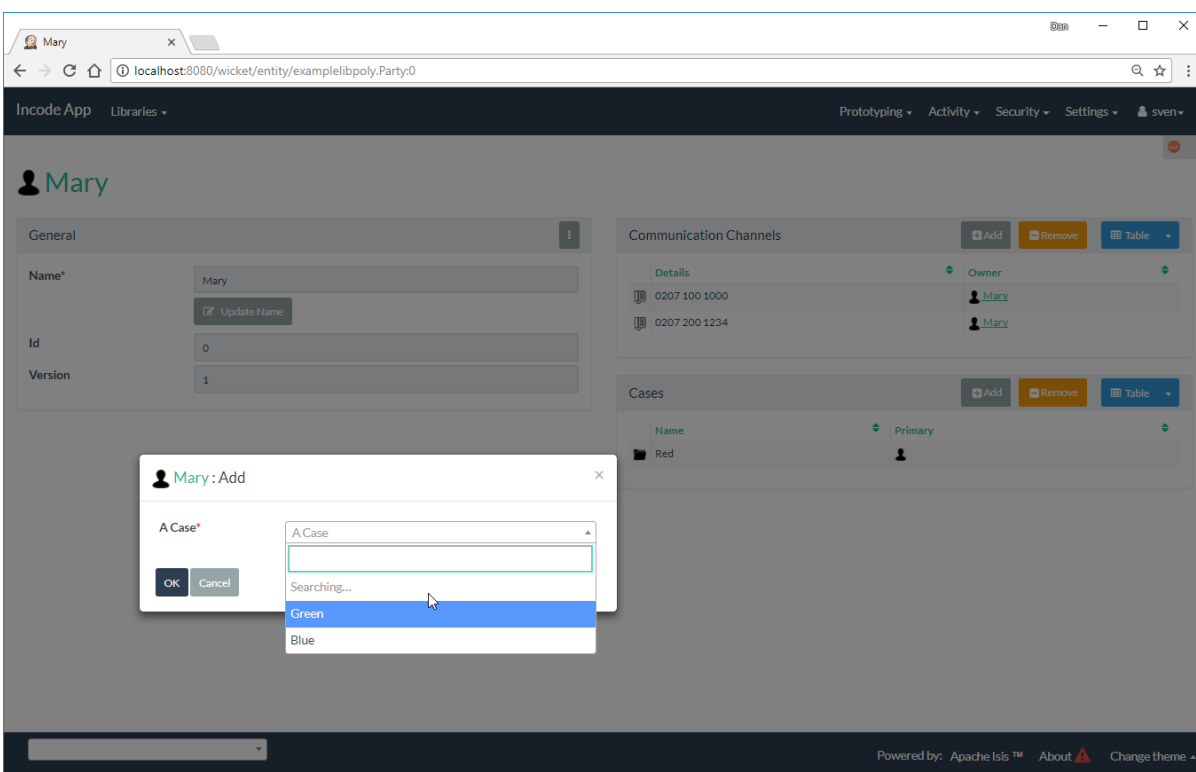 Mary
Dan
localhost:8080/wicket/entity/examplelibpoly.Party:0
Incode App Libraries Prototyping Activity Security Settings sven
Mary
General
Name*
Mary
Update Name
Id
0
Version
1
Communication Channels Add Remove Table
Details Owner
0207 100 1000 Mary
0207 200 1234 Mary
Cases Add Remove Table
Name Primary
Red
Mary : Add ×
A Case*
A Case
Searching...
Green
Blue
OK Cancel
Powered by: Apache Isis ™ About Change theme